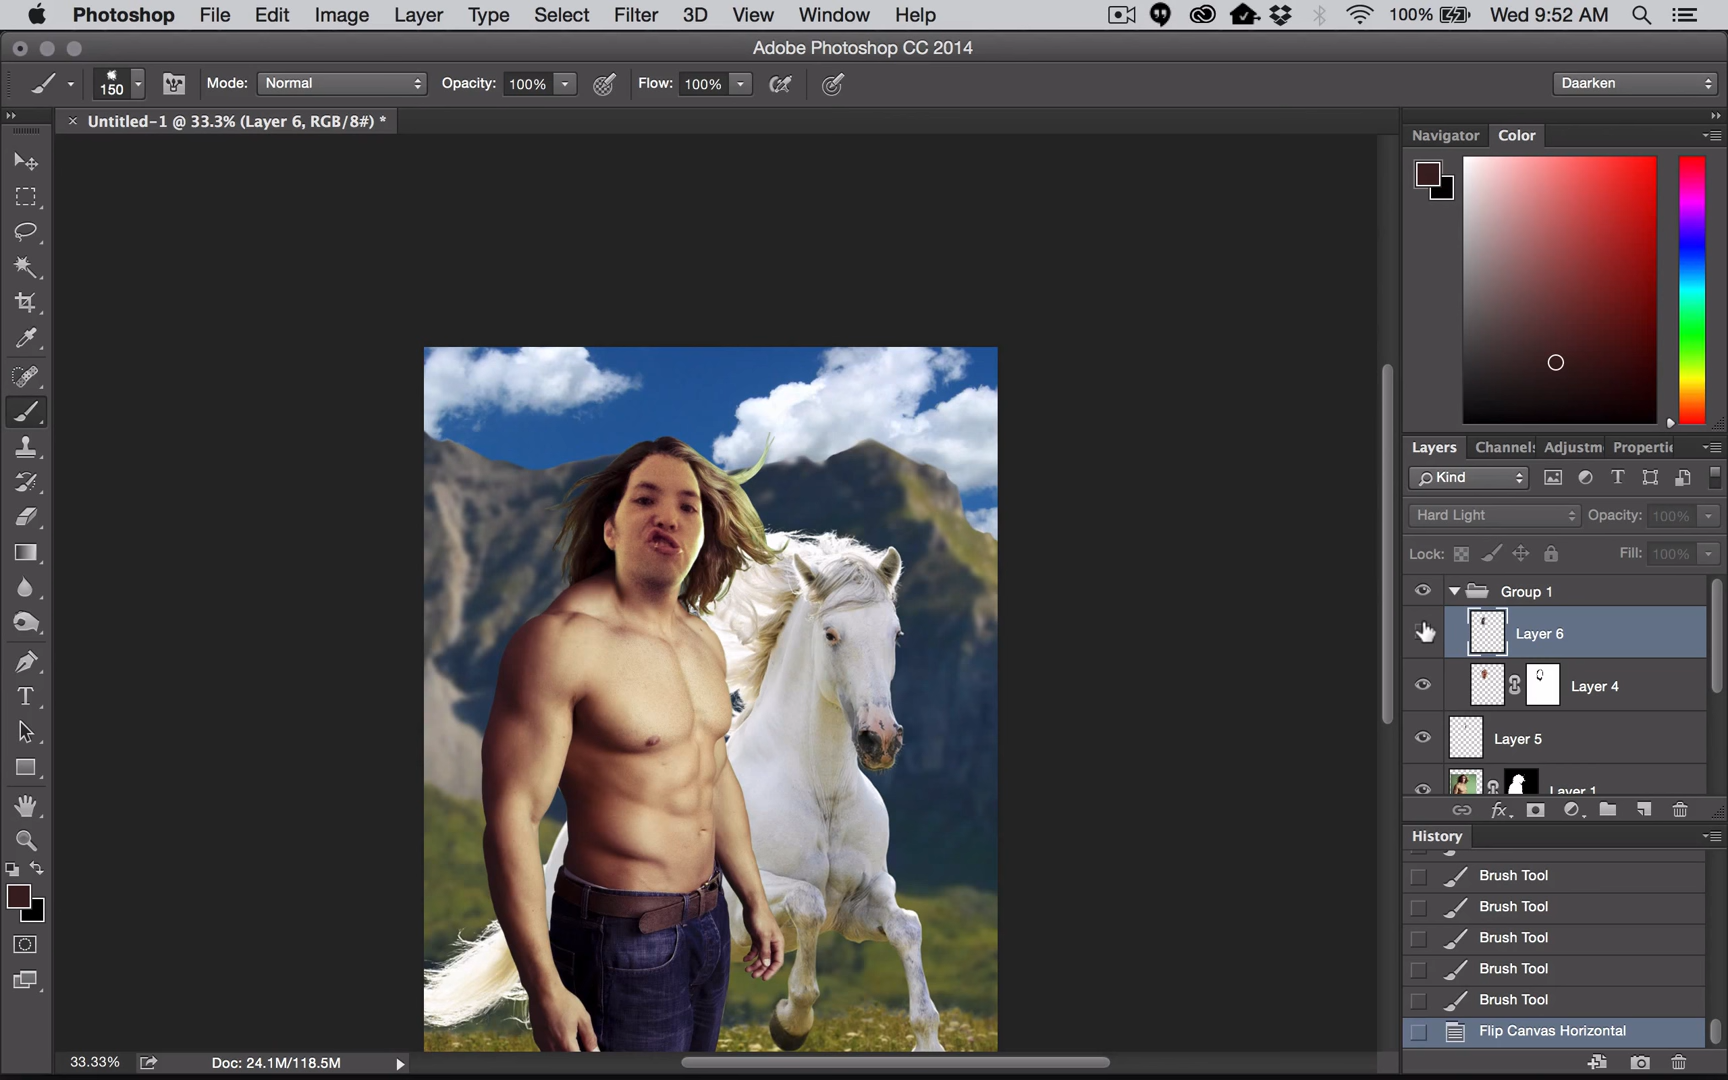 Photoshop File Edit Image Layer Type Select Filter 3D View Window Help 100% Wed 9:52 AM
Adobe Photoshop CC 2014
150 Mode: Normal Opacity: 100% Flow: 100% Daarken
Untitled-1 @ 33.3% (Layer 6, RGB/8#) *
Navigator Color
Layers Channels Adjustm Properti
Kind
Hard Light Opacity: 100%
Lock: Fill: 100%
Group 1
Layer 6
Layer 4
Layer 5
Layer 1
History
Brush Tool
Brush Tool
Brush Tool
Brush Tool
Brush Tool
Flip Canvas Horizontal
33.33% Doc: 24.1M/118.5M